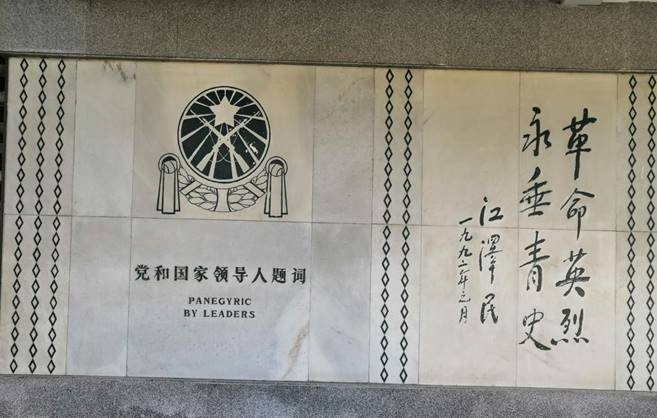 党和国家领导人题词
PANEGYRIC
BY LEADERS
革命英烈
永垂青史
江泽民
一九九二年元月